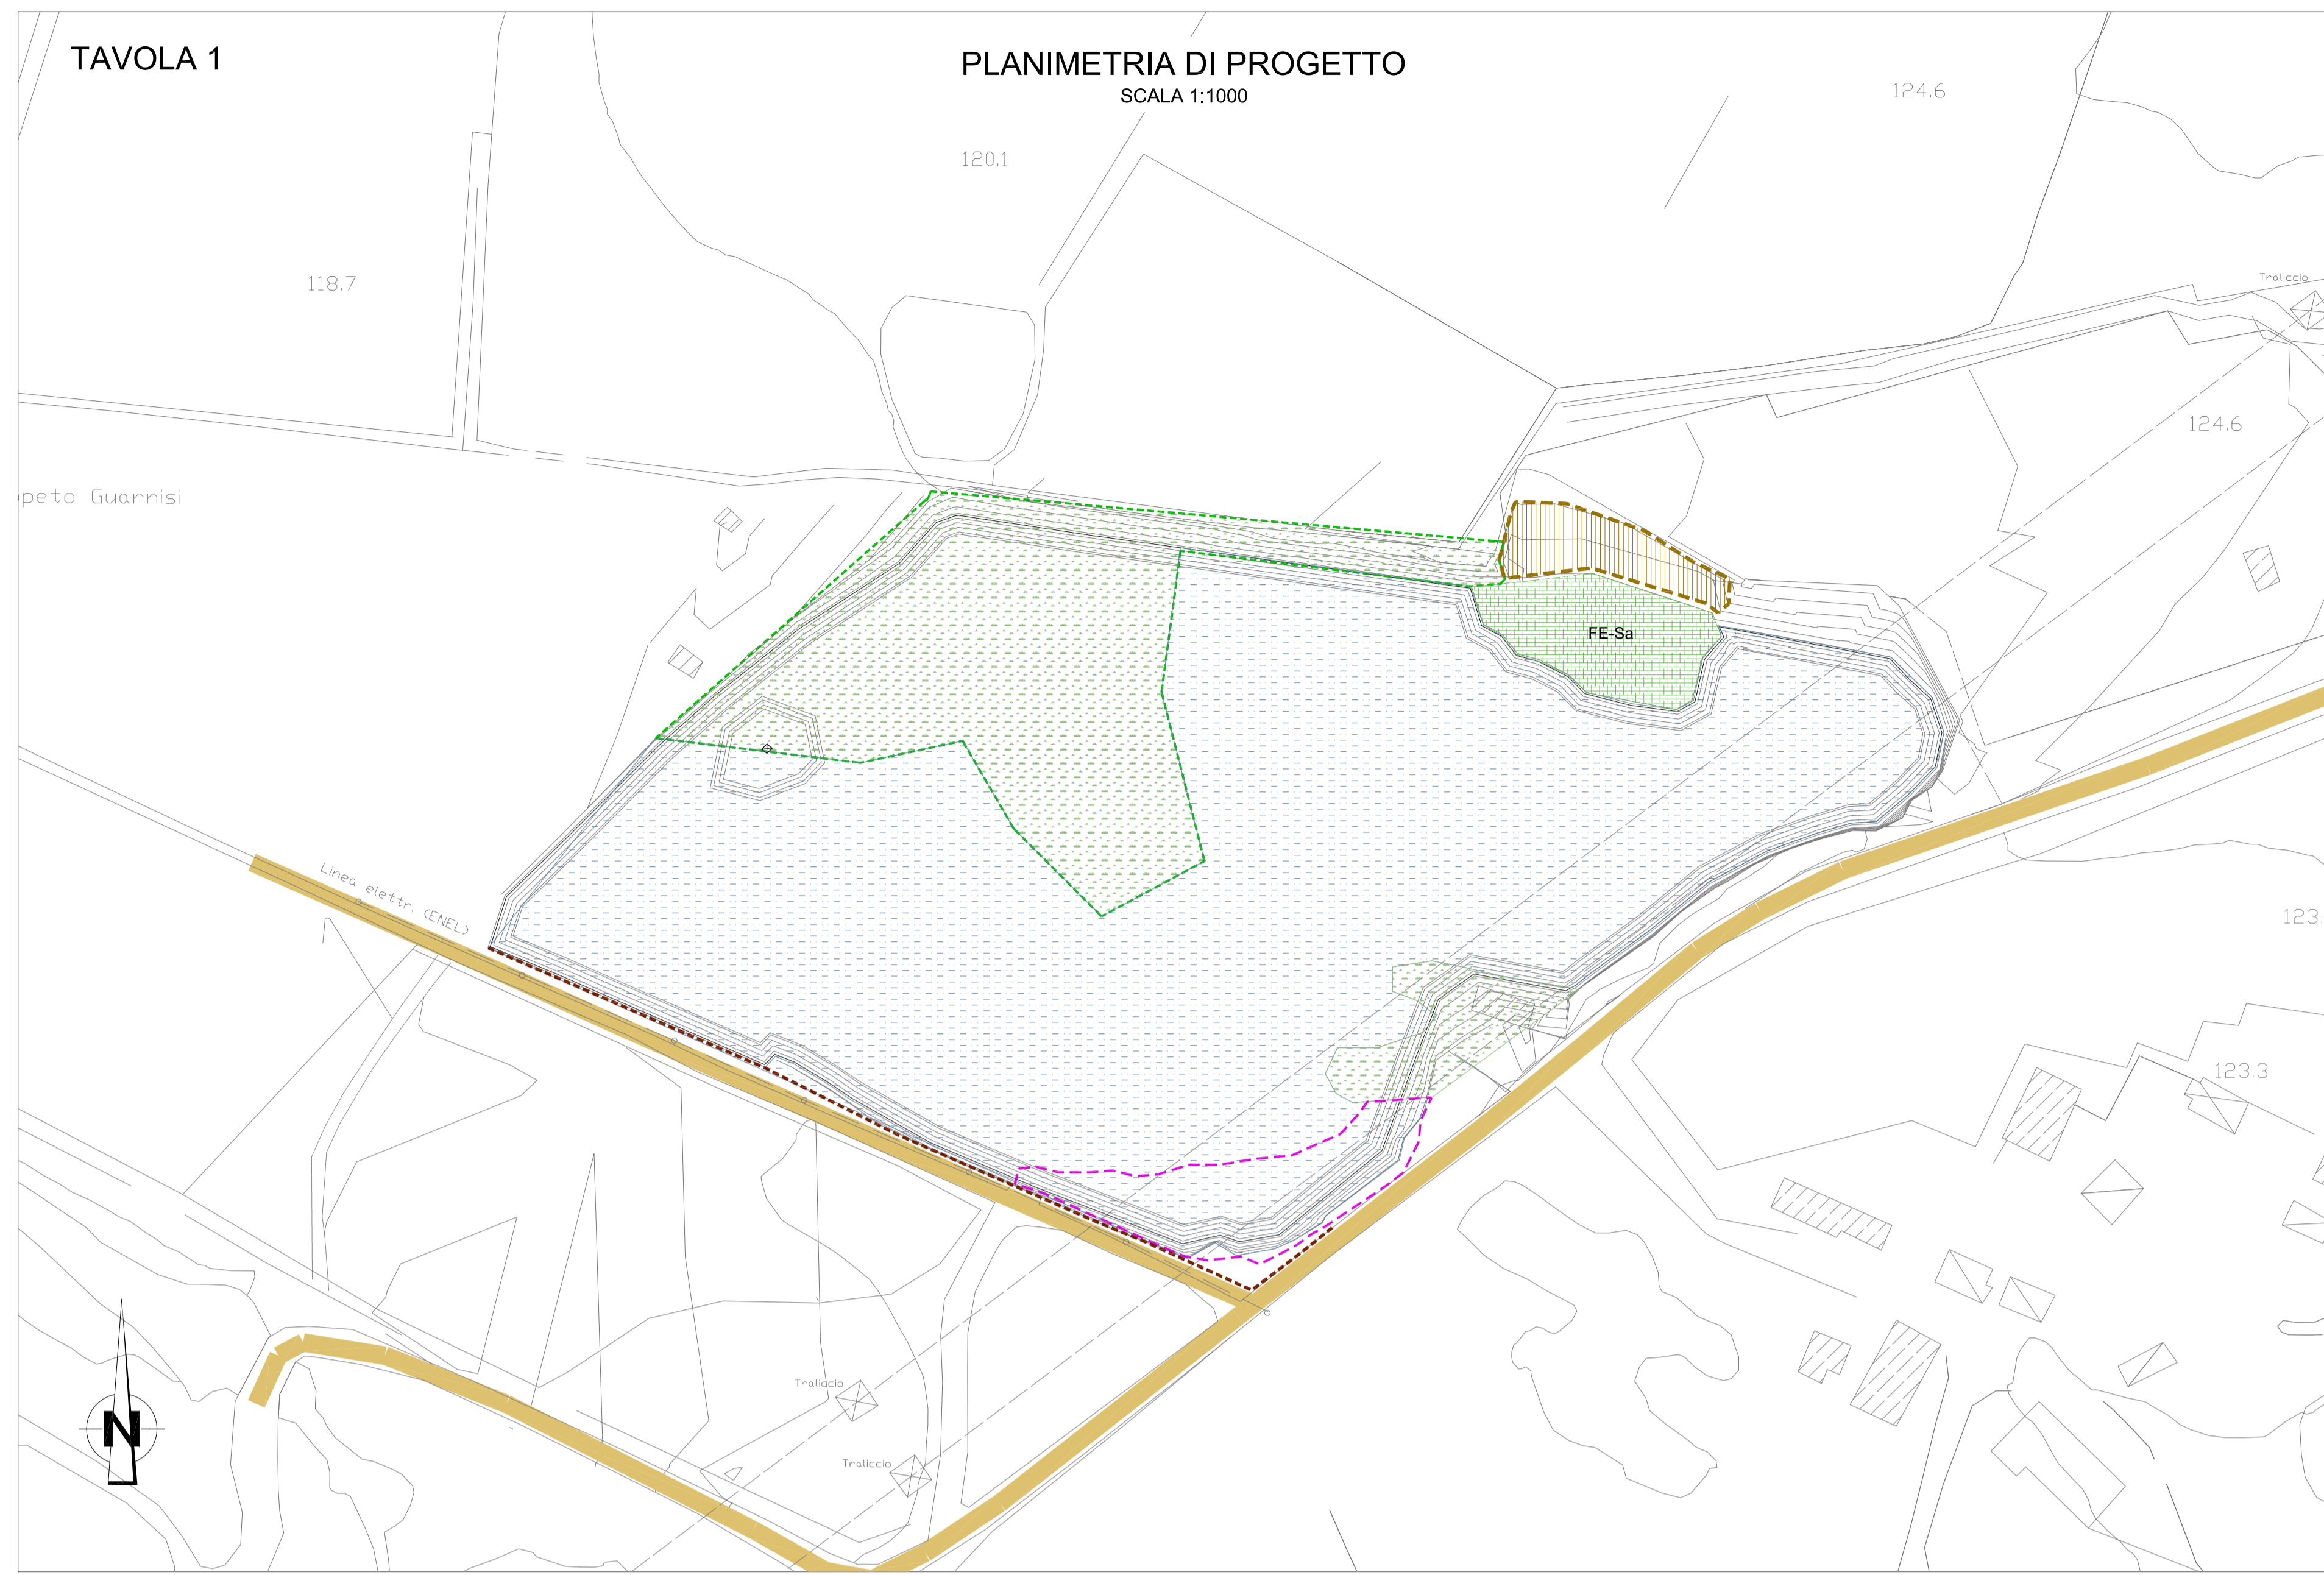 TAVOLA 1
PLANIMETRIA DI PROGETTO
SCALA 1:1000
124.6
120.1
118.7
Traliccio
124.6
peto Guarnisi
FE-Sa
Linea elettr. (ENEL)
123.
123.3
Traliccio
Traliccio
N